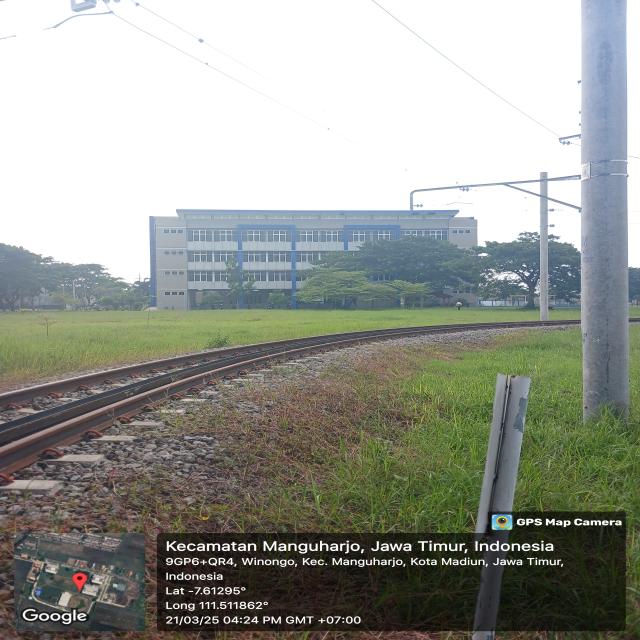 GPS Map Camera
Kecamatan Manguharjo, Jawa Timur, Indonesia
9GP6+QR4, Winongo, Kec. Manguharjo, Kota Madiun, Jawa Timur,
Indonesia
Lat -7.61295°
Long 111.511862°
21/03/25 04:24 PM GMT +07:00
Google